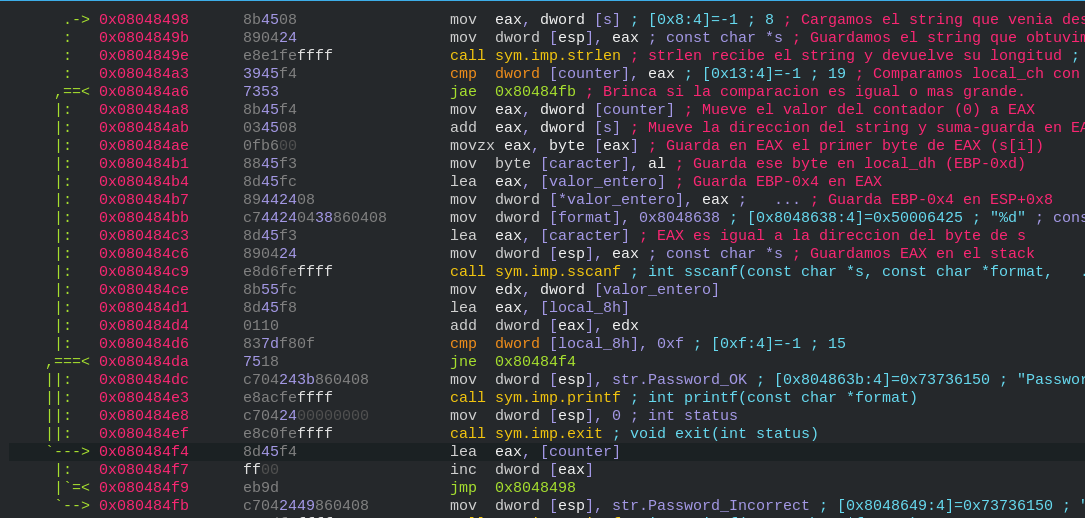 .-> 0x08048498 8b4508 mov eax, dword [s] ; [0x8:4]=-1 ; 8 ; Cargamos el string que venia des
: 0x0804849b 890424 mov dword [esp], eax ; const char *s ; Guardamos el string que obtuvim
: 0x0804849e e8e1feffff call sym.imp.strlen ; strlen recibe el string y devuelve su longitud ;
: 0x080484a3 3945f4 cmp dword [counter], eax ; [0x13:4]=-1 ; 19 ; Comparamos local_ch con
,==< 0x080484a6 7353 jae 0x80484fb ; Brinca si la comparacion es igual o mas grande.
|: 0x080484a8 8b45f4 mov eax, dword [counter] ; Mueve el valor del contador (0) a EAX
|: 0x080484ab 034508 add eax, dword [s] ; Mueve la direccion del string y suma-guarda en EA
|: 0x080484ae 0fb600 movzx eax, byte [eax] ; Guarda en EAX el primer byte de EAX (s[i])
|: 0x080484b1 8845f3 mov byte [caracter], al ; Guarda ese byte en local_dh (EBP-0xd)
|: 0x080484b4 8d45fc lea eax, [valor_entero] ; Guarda EBP-0x4 en EAX
|: 0x080484b7 89442408 mov dword [*valor_entero], eax ; ... ; Guarda EBP-0x4 en ESP+0x8
|: 0x080484bb c744240438860408 mov dword [format], 0x8048638 ; [0x8048638:4]=0x50006425 ; "%d" ; cons
|: 0x080484c3 8d45f3 lea eax, [caracter] ; EAX es igual a la direccion del byte de s
|: 0x080484c6 890424 mov dword [esp], eax ; const char *s ; Guardamos EAX en el stack
|: 0x080484c9 e8d6feffff call sym.imp.sscanf ; int sscanf(const char *s, const char *format, .
|: 0x080484ce 8b55fc mov edx, dword [valor_entero]
|: 0x080484d1 8d45f8 lea eax, [local_8h]
|: 0x080484d4 0110 add dword [eax], edx
|: 0x080484d6 837df80f cmp dword [local_8h], 0xf ; [0xf:4]=-1 ; 15
,===< 0x080484da 7518 jne 0x80484f4
||: 0x080484dc c704243b860408 mov dword [esp], str.Password_OK ; [0x804863b:4]=0x73736150 ; "Passwor
||: 0x080484e3 e8acfeffff call sym.imp.printf ; int printf(const char *format)
||: 0x080484e8 c7042400000000 mov dword [esp], 0 ; int status
||: 0x080484ef e8c0feffff call sym.imp.exit ; void exit(int status)
`---> 0x080484f4 8d45f4 lea eax, [counter]
|: 0x080484f7 ff00 inc dword [eax]
|`=< 0x080484f9 eb9d jmp 0x8048498
`--> 0x080484fb c7042449860408 mov dword [esp], str.Password_Incorrect ; [0x8048649:4]=0x73736150 ; "